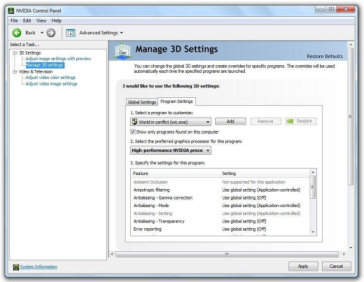 NVIDIA Control Panel
File Edit View Help
Back
Advanced Settings
Select a Task...
3D Settings
Adjust image settings with preview
Manage 3D settings
Video & Television
Adjust video color settings
Adjust video image settings
Manage 3D Settings
Restore Defaults
You can change the global 3D settings and create overrides for specific programs. The overrides will be used
automatically each time the specified programs are launched.
I would like to use the following 3D settings:
Global Settings Program Settings
1. Select a program to customize:
World in conflict (wic.exe) Add Remove Restore
Show only programs found on this computer
2. Select the preferred graphics processor for this program:
High-performance NVIDIA proce
3. Specify the settings for this program:
Feature Setting
Ambient Occlusion Not supported for this application
Anisotropic filtering Use global setting (Application-controlled)
Antialiasing - Gamma correction Use global setting (Off)
Antialiasing - Mode Use global setting (Application-controlled)
Antialiasing - Setting Use global setting (Application-controlled)
Antialiasing - Transparency Use global setting (Off)
Error reporting Use global setting (Off)
System Information
Apply Cancel